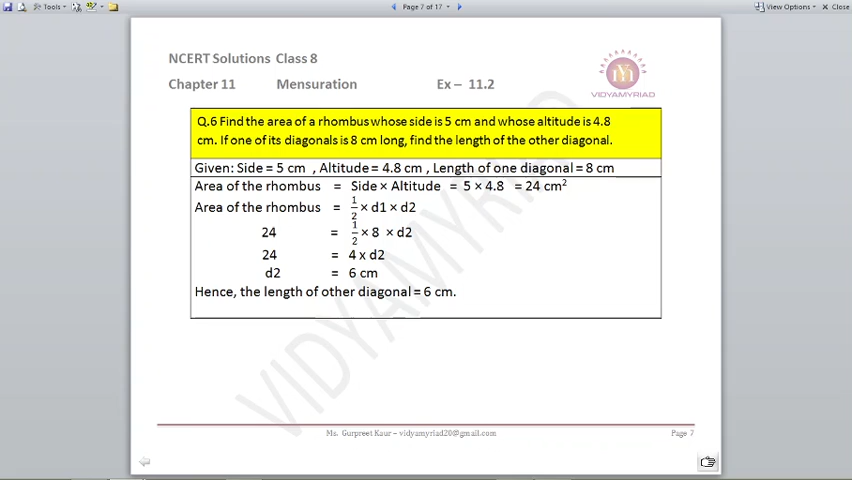 Tools
Page 7 of 17
View Options
Close
NCERT Solutions Class 8
Chapter 11 Mensuration Ex – 11.2
VIDYAMYRIAD
Q.6 Find the area of a rhombus whose side is 5 cm and whose altitude is 4.8
cm. If one of its diagonals is 8 cm long, find the length of the other diagonal.
Given: Side = 5 cm , Altitude = 4.8 cm , Length of one diagonal = 8 cm
Area of the rhombus = Side × Altitude = 5 × 4.8 = 24 cm²
Area of the rhombus = 1/2 × d1 × d2
24 = 1/2 × 8 × d2
24 = 4 x d2
d2 = 6 cm
Hence, the length of other diagonal = 6 cm.
VIDYAMYRIAD
Ms. Gurpreet Kaur – vidyamyriad20@gmail.com Page 7